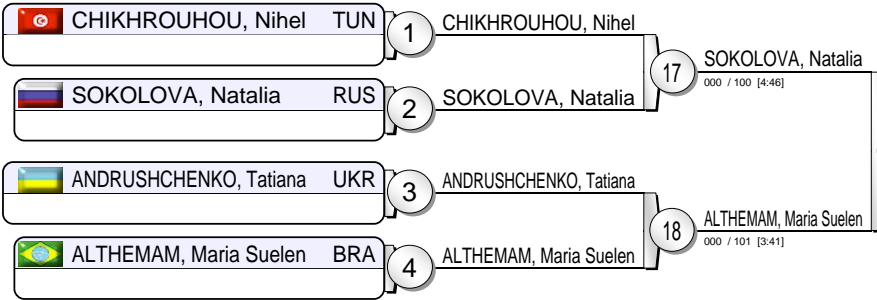 CHIKHROUHOU, Nihel TUN
1
CHIKHROUHOU, Nihel
17
SOKOLOVA, Natalia
000 / 100 [4:46]
SOKOLOVA, Natalia RUS
2
SOKOLOVA, Natalia
ANDRUSHCHENKO, Tatiana UKR
3
ANDRUSHCHENKO, Tatiana
18
ALTHEMAM, Maria Suelen
000 / 101 [3:41]
ALTHEMAM, Maria Suelen BRA
4
ALTHEMAM, Maria Suelen